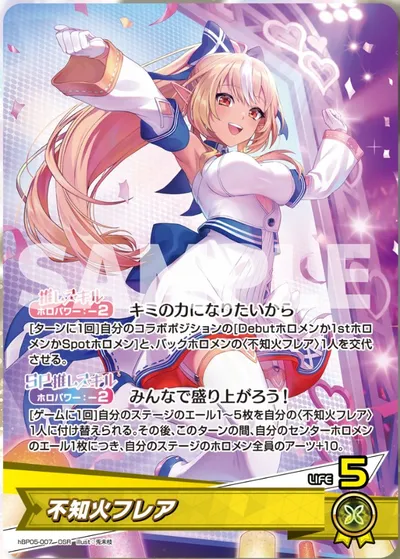 SAMPLE
推しスキル
ホロパワー：-2
キミの力になりたいから
[ターンに1回]自分のコラボポジションの[Debutホロメンか1stホロ
メンかSpotホロメン]と、バックホロメンの〈不知火フレア〉1人を交代
させる。
SP推しスキル
ホロパワー：-2
みんなで盛り上がろう！
[ゲームに1回]自分のステージのエール1～5枚を自分の〈不知火フレア〉
1人に付け替えられる。その後、このターンの間、自分のセンターホロメン
のエール1枚につき、自分のステージのホロメン全員のアーツ+10。
LIFE 5
不知火フレア
hBP05-007 OSR illust：兎末桂